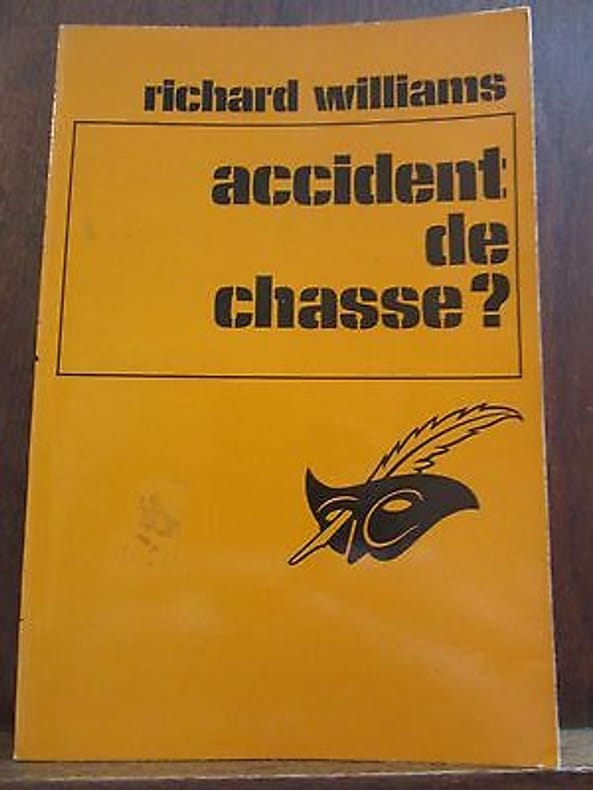 richard williams
accident
de
chasse?